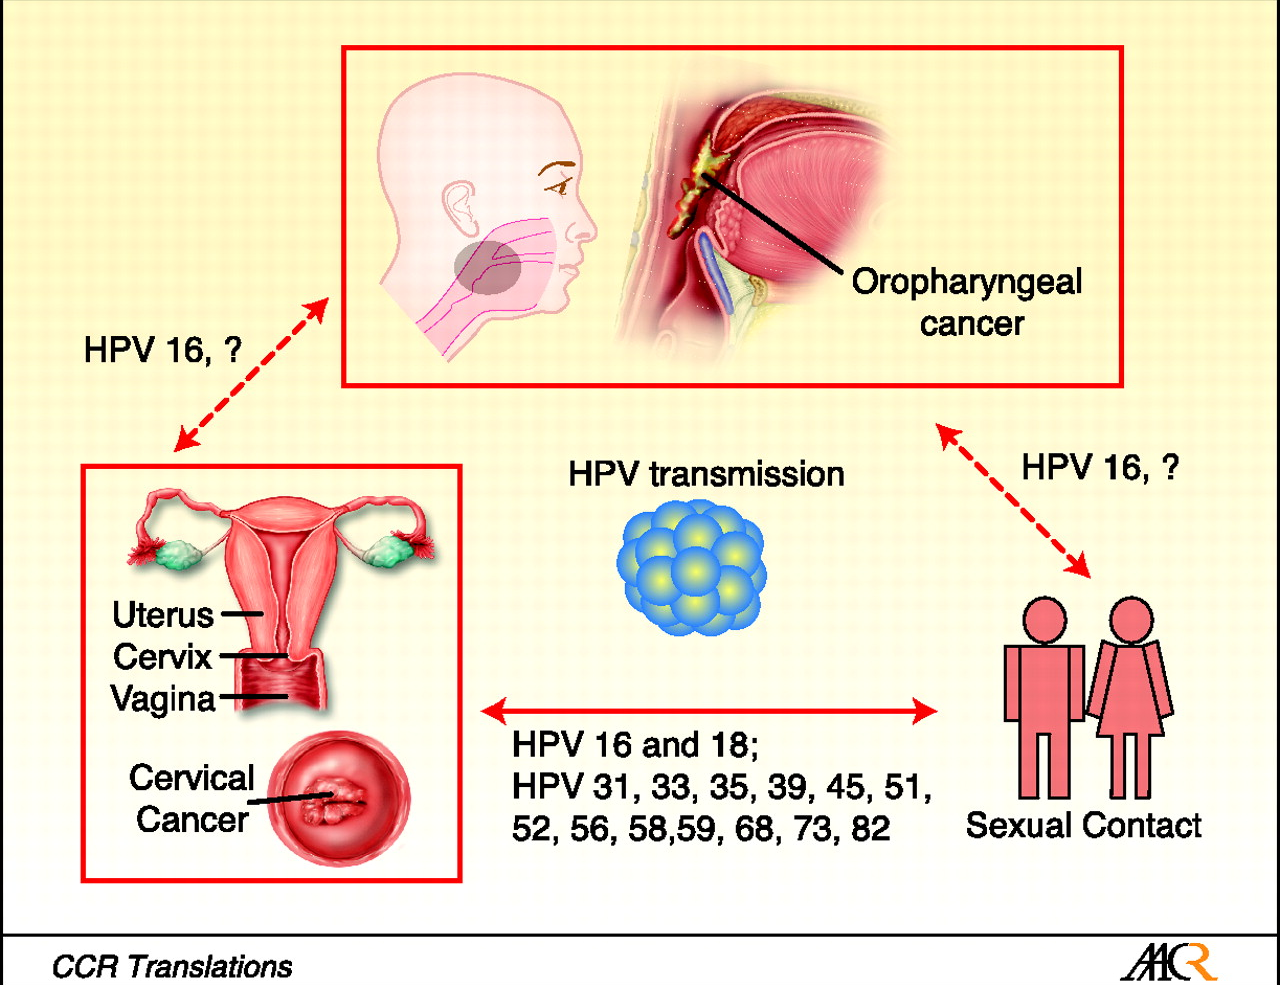 Oropharyngeal
cancer
HPV 16, ?
HPV transmission
HPV 16, ?
Uterus
Cervix
Vagina
Cervical
Cancer
HPV 16 and 18;
HPV 31, 33, 35, 39, 45, 51,
52, 56, 58,59, 68, 73, 82
Sexual Contact
CCR Translations
AACR